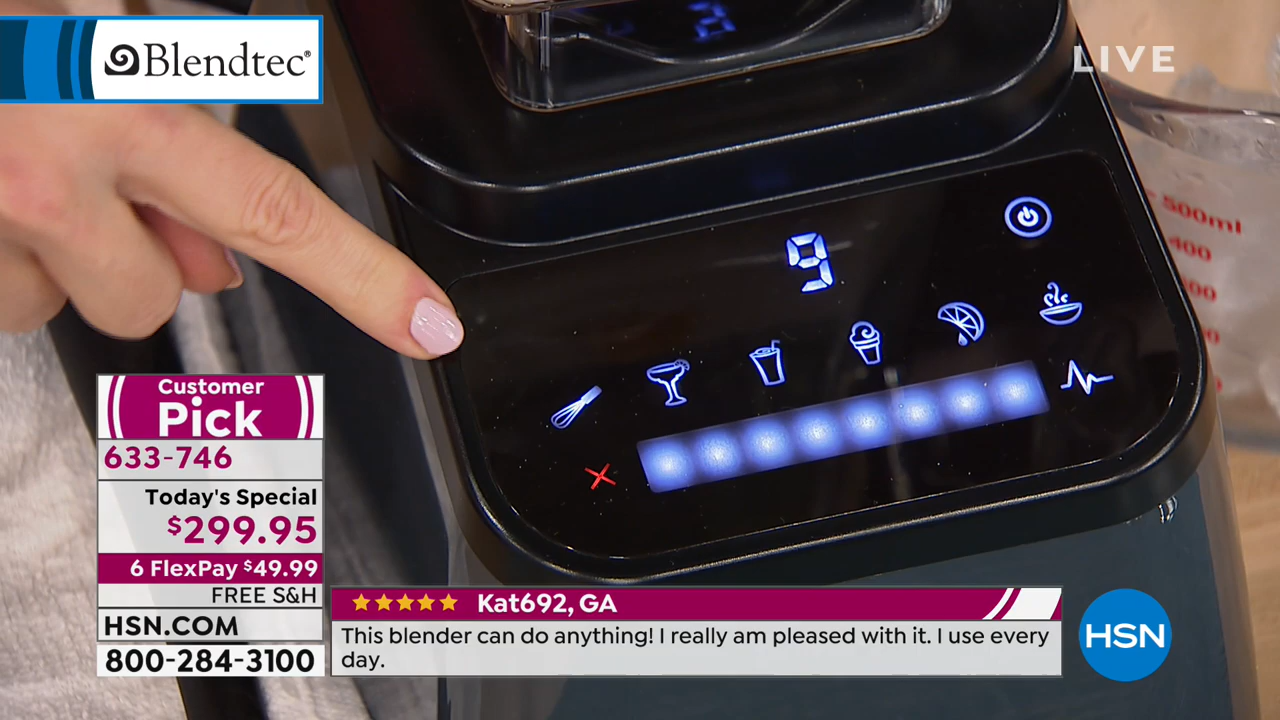 Blendtec®
LIVE
9
500ml
400
Customer
Pick
633-746
Today's Special
$299.95
6 FlexPay $49.99
FREE S&H
HSN.COM
800-284-3100
Kat692, GA
This blender can do anything! I really am pleased with it. I use every
day.
HSN